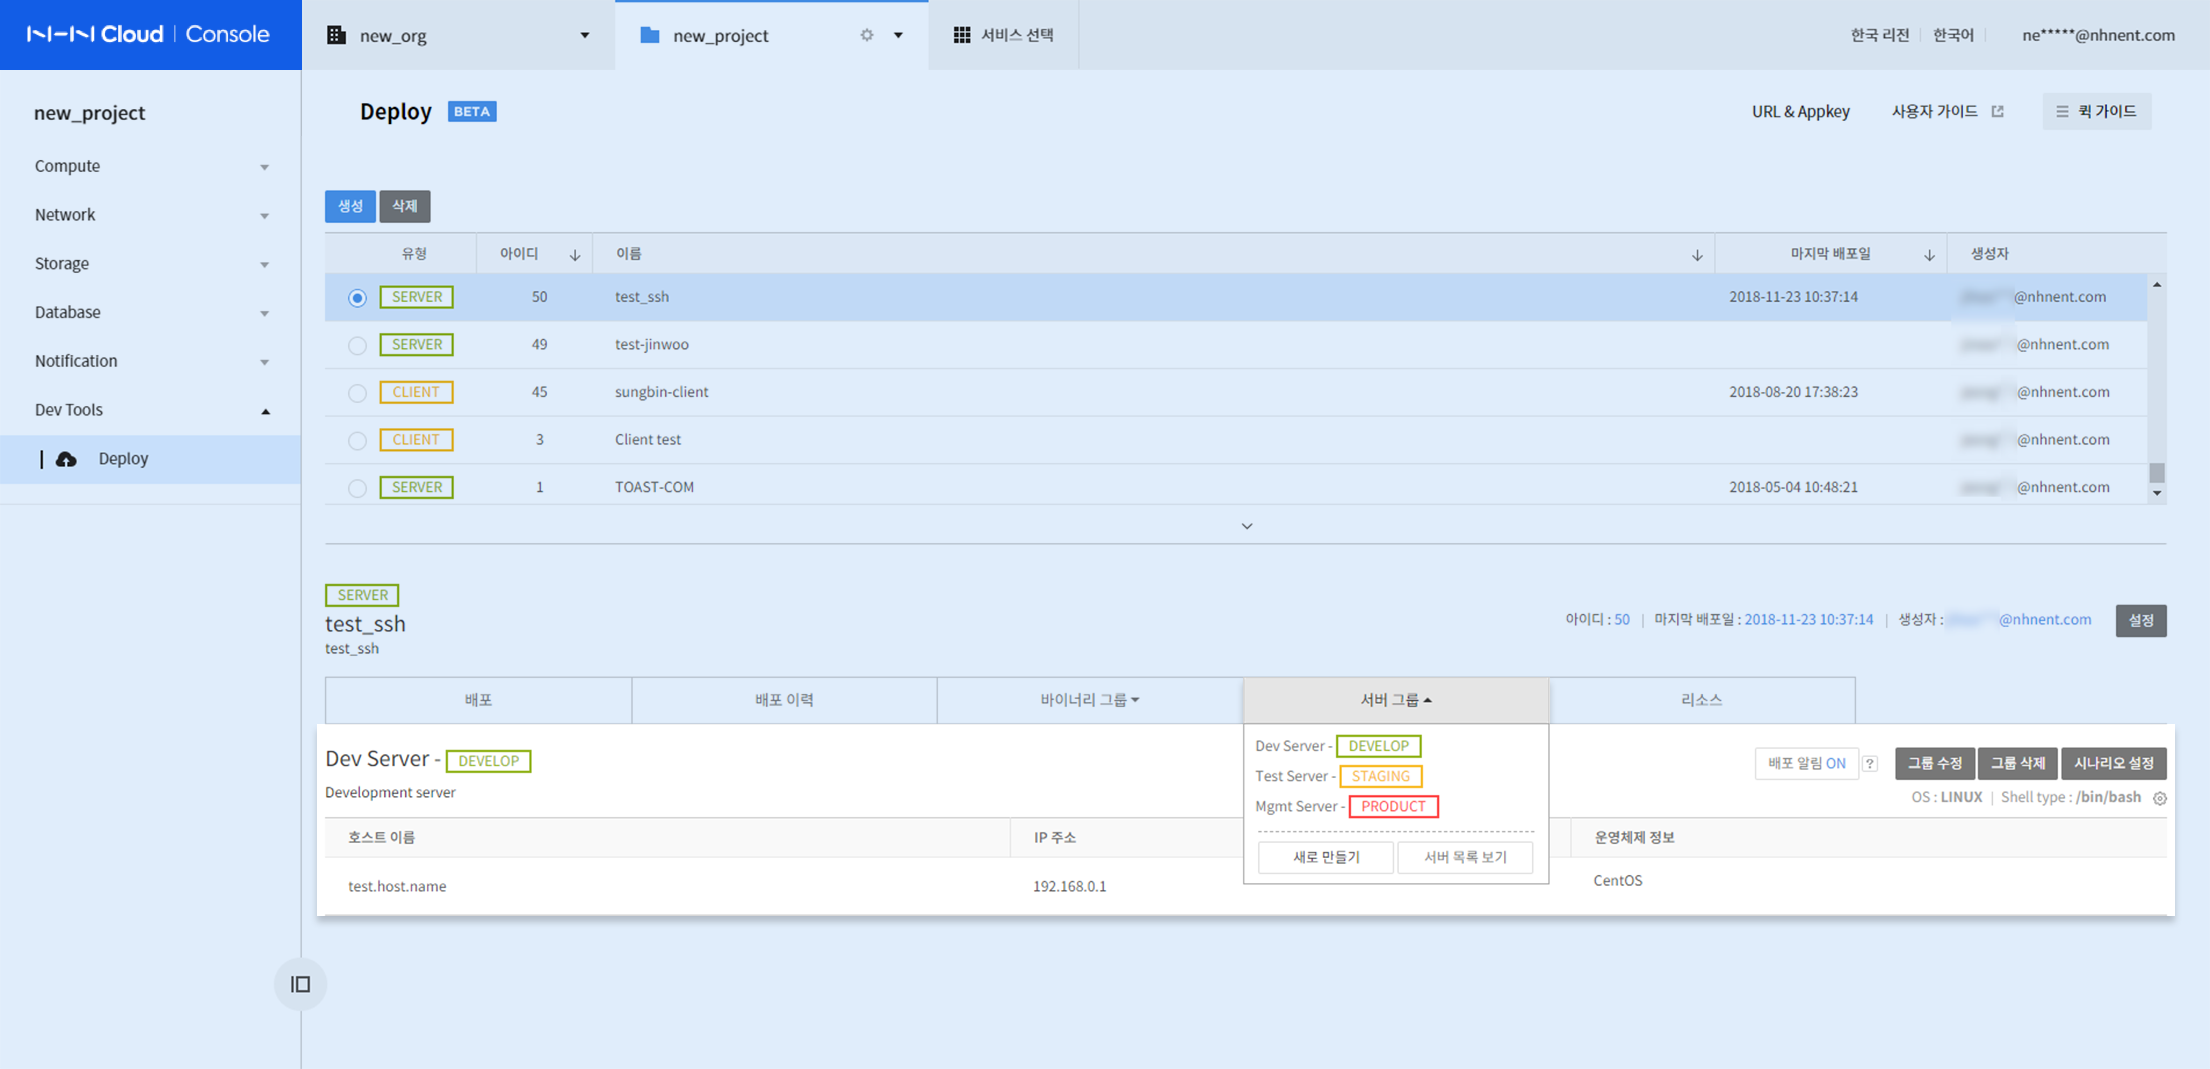 NHN Cloud | Console
new_org
new_project
서비스 선택
한국 리전
한국어
ne*****@nhnent.com
new_project
Compute
Network
Storage
Database
Notification
Dev Tools
Deploy
Deploy BETA
URL & Appkey
사용자 가이드
퀵 가이드
생성 삭제
유형 아이디 이름 마지막 배포일 생성자
SERVER 50 test_ssh 2018-11-23 10:37:14 @nhnent.com
SERVER 49 test-jinwoo @nhnent.com
CLIENT 45 sungbin-client 2018-08-20 17:38:23 @nhnent.com
CLIENT 3 Client test @nhnent.com
SERVER 1 TOAST-COM 2018-05-04 10:48:21 @nhnent.com
SERVER
test_ssh
test_ssh
아이디 : 50 | 마지막 배포일 : 2018-11-23 10:37:14 | 생성자 : @nhnent.com 설정
배포 배포 이력 바이너리 그룹 서버 그룹 리소스
Dev Server - DEVELOP
Development server
Dev Server - DEVELOP
Test Server - STAGING
Mgmt Server - PRODUCT
새로 만들기 서버 목록 보기
배포 알림 ON ? 그룹 수정 그룹 삭제 시나리오 설정
OS : LINUX | Shell type : /bin/bash
호스트 이름 IP 주소 운영체제 정보
test.host.name 192.168.0.1 CentOS